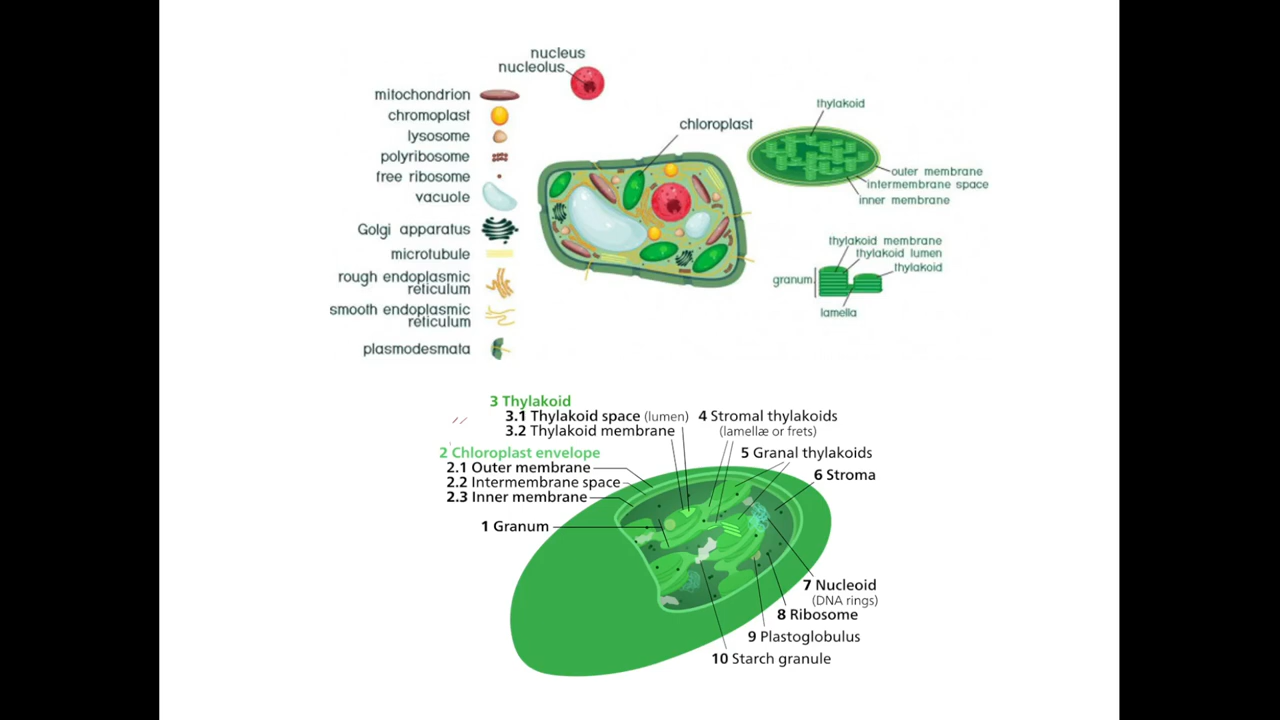 nucleus
nucleolus
mitochondrion
chromoplast
lysosome
polyribosome
free ribosome
vacuole
Golgi apparatus
microtubule
rough endoplasmic
reticulum
smooth endoplasmic
reticulum
plasmodesmata
chloroplast
thylakoid
outer membrane
intermembrane space
inner membrane
thylakoid membrane
thylakoid lumen
thylakoid
granum
lamella
3 Thylakoid
3.1 Thylakoid space (lumen)
3.2 Thylakoid membrane
4 Stromal thylakoids
(lamellæ or frets)
2 Chloroplast envelope
2.1 Outer membrane
2.2 Intermembrane space
2.3 Inner membrane
5 Granal thylakoids
6 Stroma
1 Granum
7 Nucleoid
(DNA rings)
8 Ribosome
9 Plastoglobulus
10 Starch granule